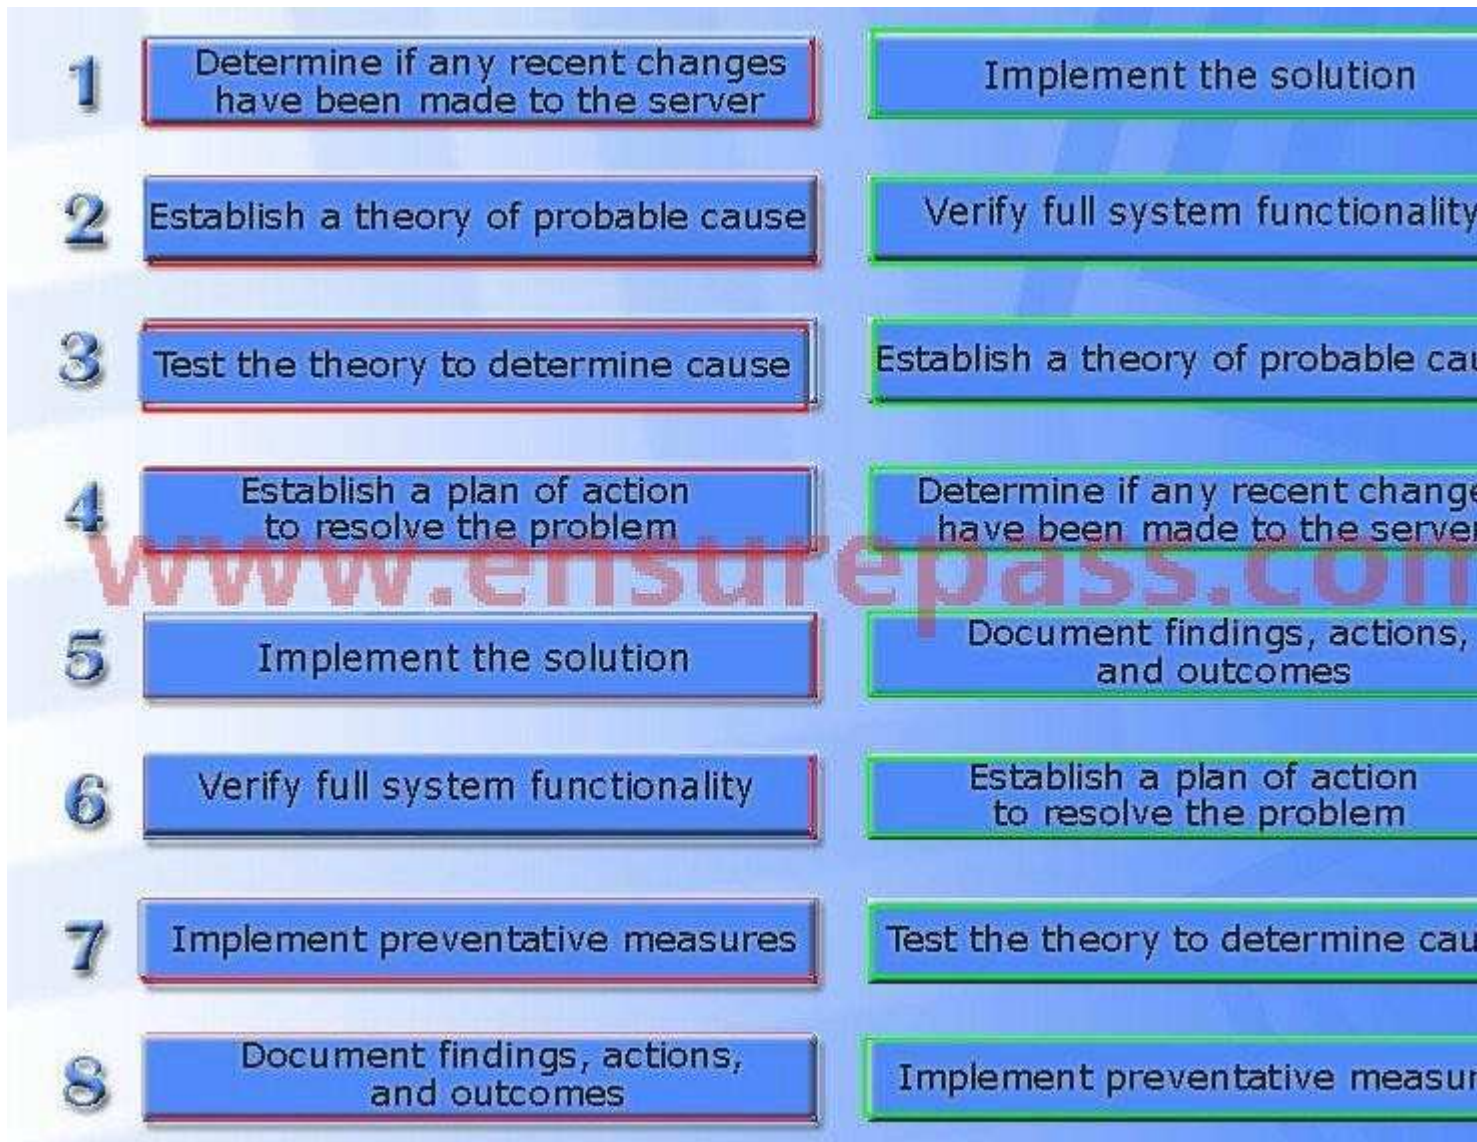 1
Determine if any recent changes
have been made to the server
Implement the solution
2
Establish a theory of probable cause
Verify full system functionality
3
Test the theory to determine cause
Establish a theory of probable
4
Establish a plan of action
to resolve the problem
Determine if any recent
have been made to the server
www.ensurepass.com
5
Implement the solution
Document findings, actions,
and outcomes
6
Verify full system functionality
Establish a plan of action
to resolve the problem
7
Implement preventative measures
Test the theory to determine
8
Document findings, actions,
and outcomes
Implement preventative